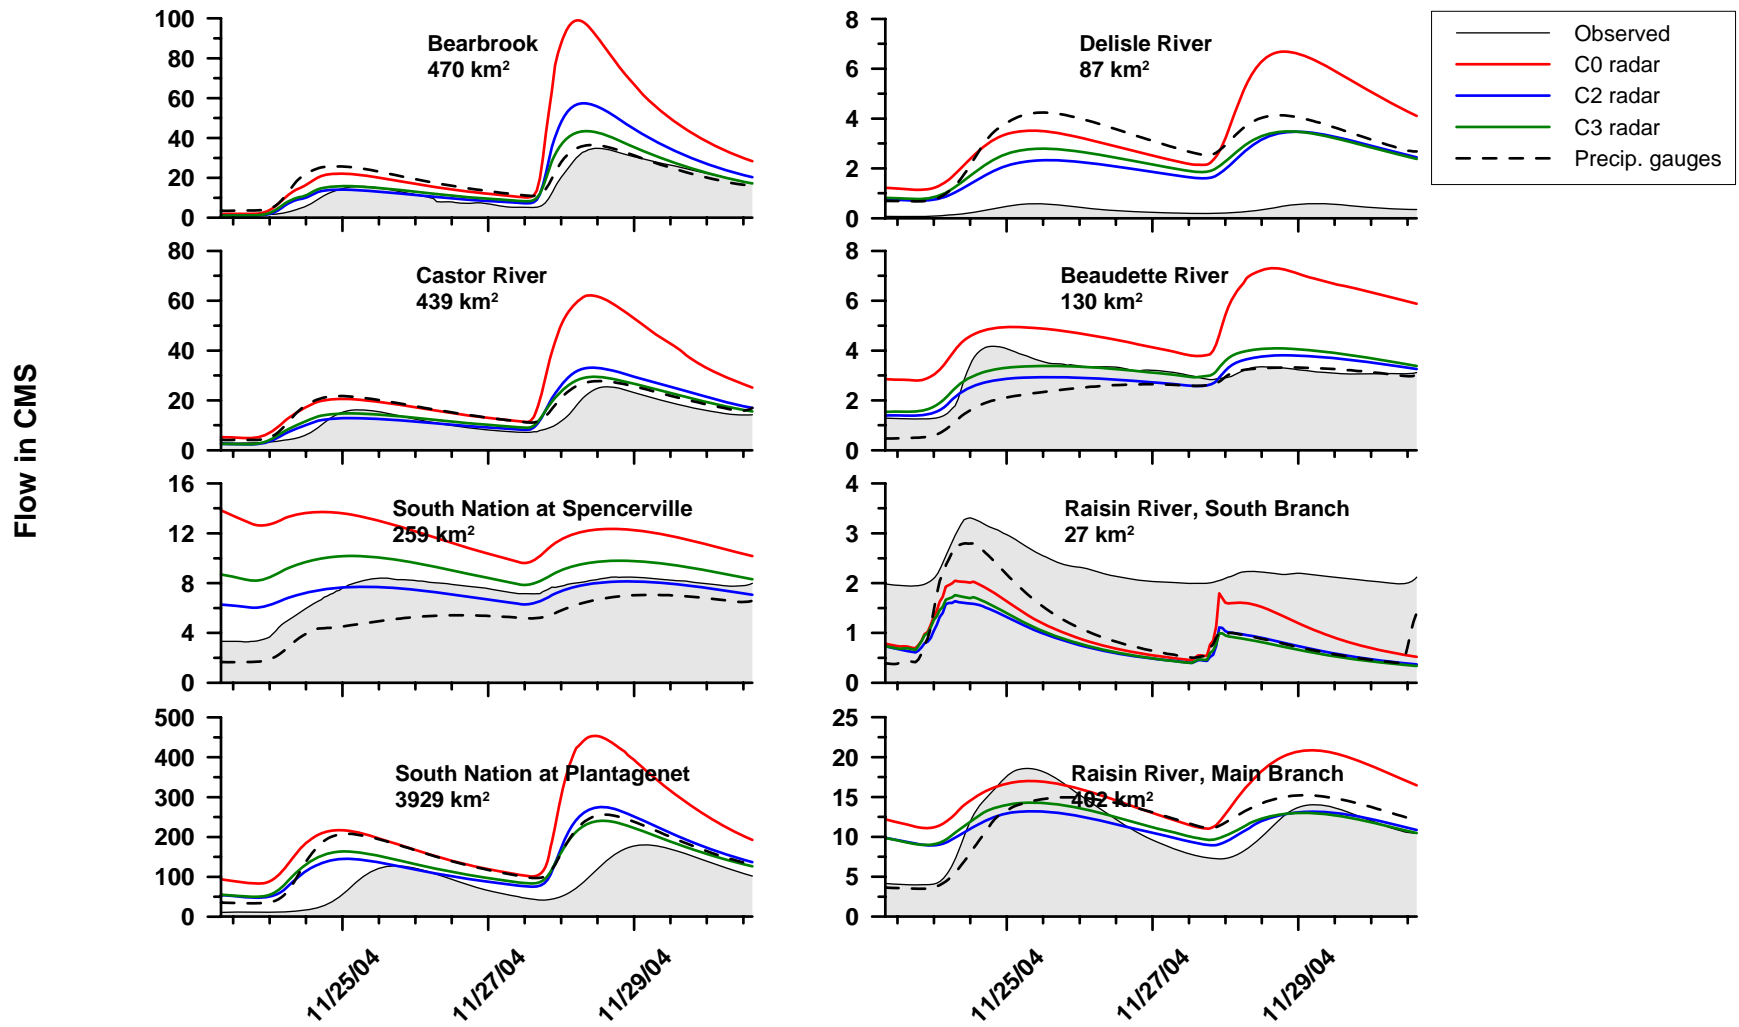 Flow in CMS
100
80
60
40
20
0
Bearbrook
470 km²
8
6
4
2
0
Delisle River
87 km²
Observed
C0 radar
C2 radar
C3 radar
Precip. gauges
80
60
40
20
0
Castor River
439 km²
8
6
4
2
0
Beaudette River
130 km²
16
12
8
4
0
South Nation at Spencerville
259 km²
4
3
2
1
0
Raisin River, South Branch
27 km²
500
400
300
200
100
0
South Nation at Plantagenet
3929 km²
25
20
15
10
5
0
Raisin River, Main Branch
402 km²
11/25/04
11/27/04
11/29/04
11/25/04
11/27/04
11/29/04